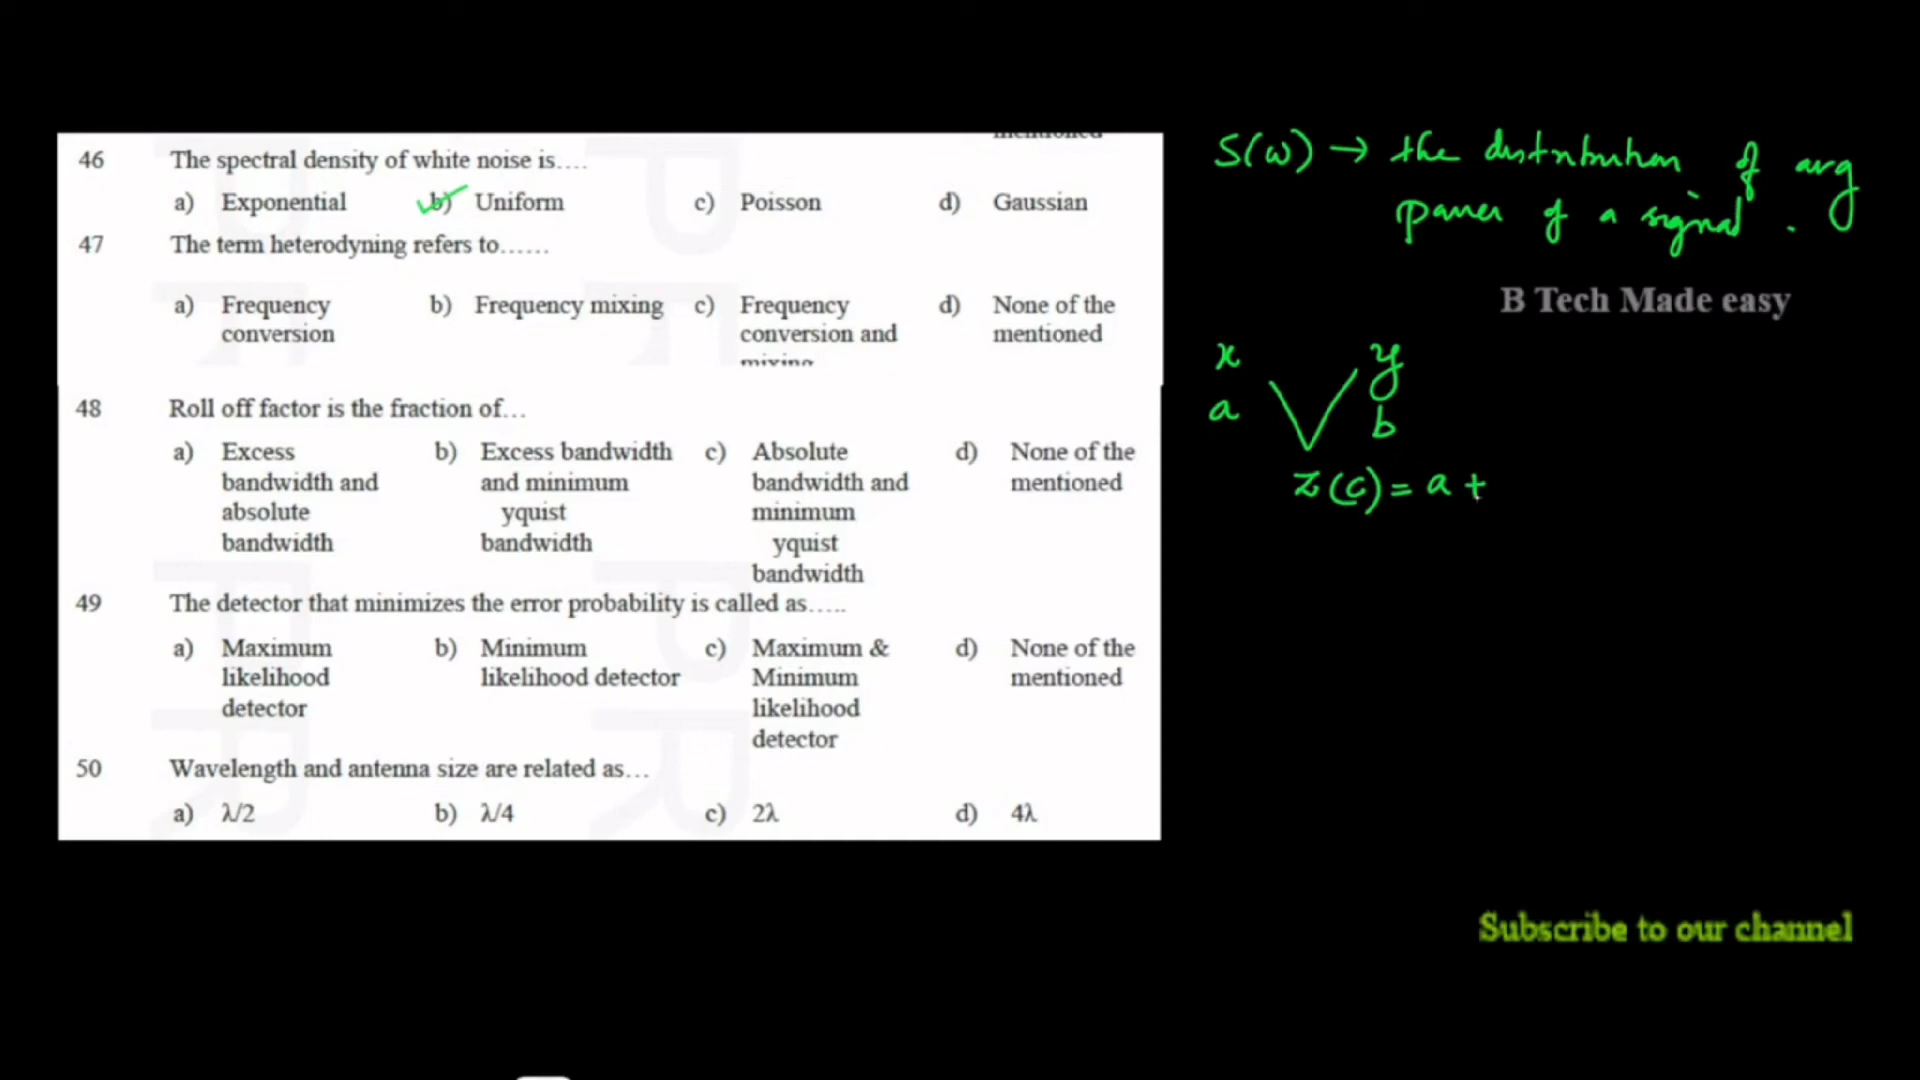 mentioned
46 The spectral density of white noise is….
a) Exponential b) Uniform c) Poisson d) Gaussian
47 The term heterodyning refers to……
a) Frequency conversion b) Frequency mixing c) Frequency conversion and mixing d) None of the mentioned
48 Roll off factor is the fraction of…
a) Excess bandwidth and absolute bandwidth b) Excess bandwidth and minimum yquist bandwidth c) Absolute bandwidth and minimum yquist bandwidth d) None of the mentioned
49 The detector that minimizes the error probability is called as…..
a) Maximum likelihood detector b) Minimum likelihood detector c) Maximum & Minimum likelihood detector d) None of the mentioned
50 Wavelength and antenna size are related as…
a) λ/2 b) λ/4 c) 2λ d) 4λ
S(ω) → the distribution of avg
power of a signal .
B Tech Made easy
x y
a b
z(c) = a +
Subscribe to our channel